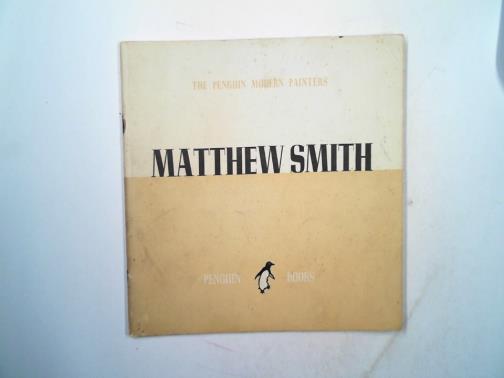 THE PENGUIN MODERN PAINTERS
MATTHEW SMITH
PENGUIN BOOKS